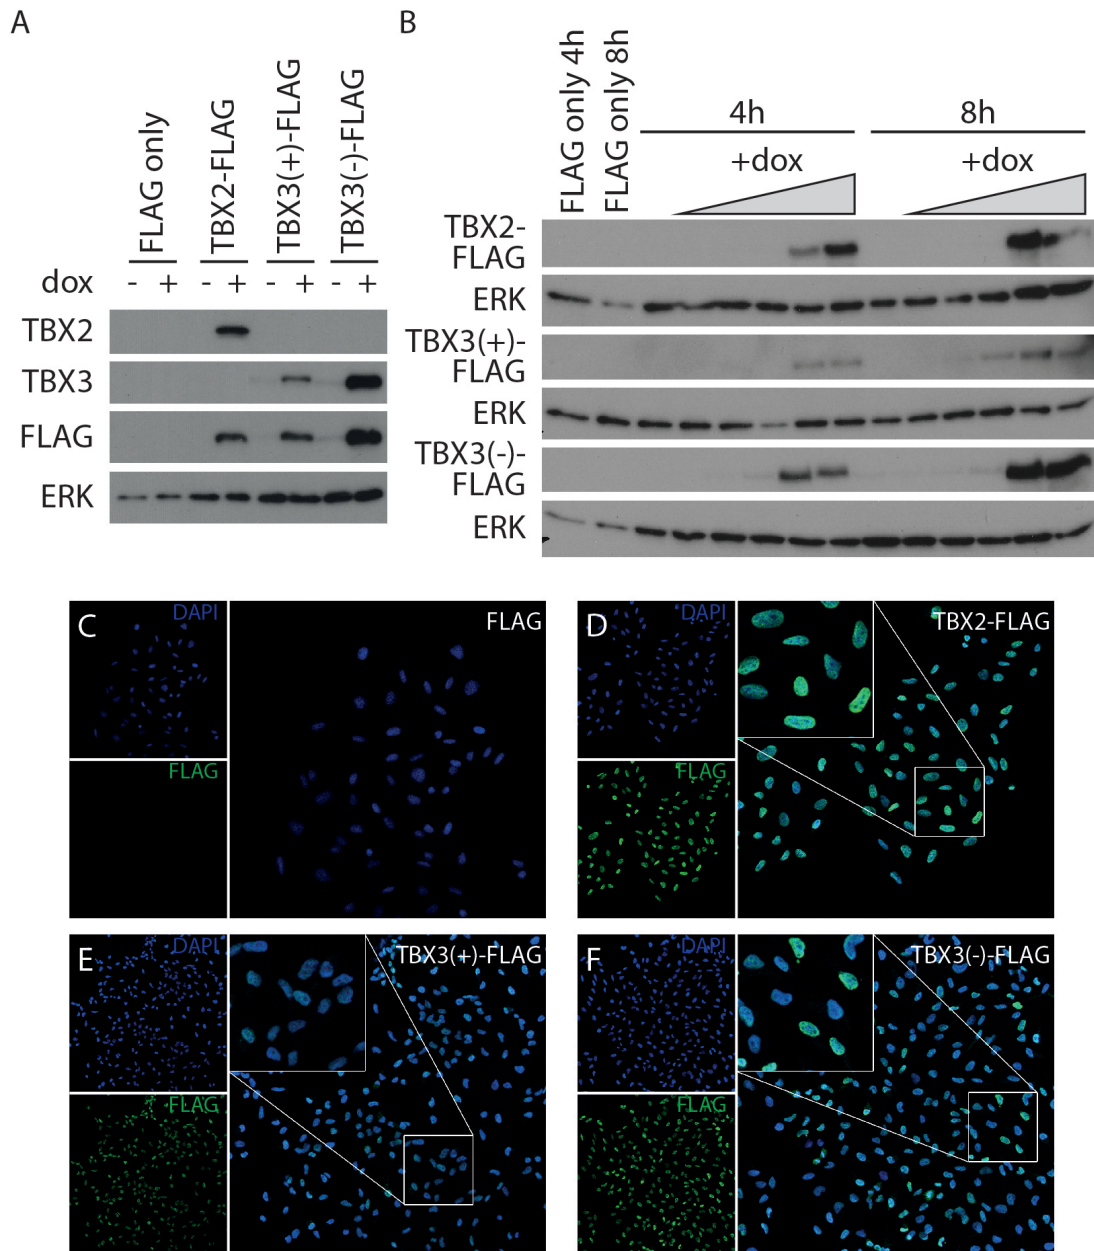 A
FLAG only
TBX2-FLAG
TBX3(+)-FLAG
TBX3(-)-FLAG
dox - + - + - + - +
TBX2
TBX3
FLAG
ERK
B
FLAG only 4h
FLAG only 8h
4h
8h
+dox
+dox
TBX2-
FLAG
ERK
TBX3(+)-
FLAG
ERK
TBX3(-)-
FLAG
ERK
C
DAPI
FLAG
FLAG
D
DAPI
FLAG
TBX2-FLAG
E
DAPI
FLAG
TBX3(+)-FLAG
F
DAPI
FLAG
TBX3(-)-FLAG